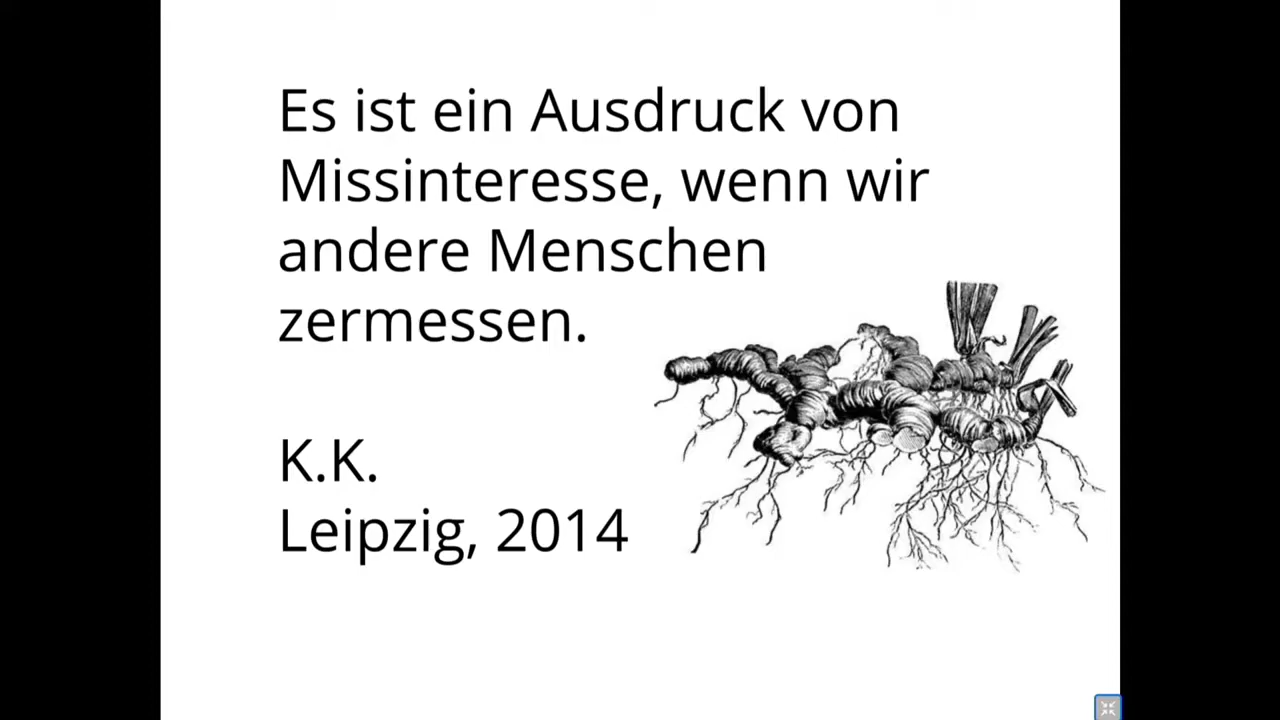 Es ist ein Ausdruck von
Missinteresse, wenn wir
andere Menschen
zermessen.
K.K.
Leipzig, 2014